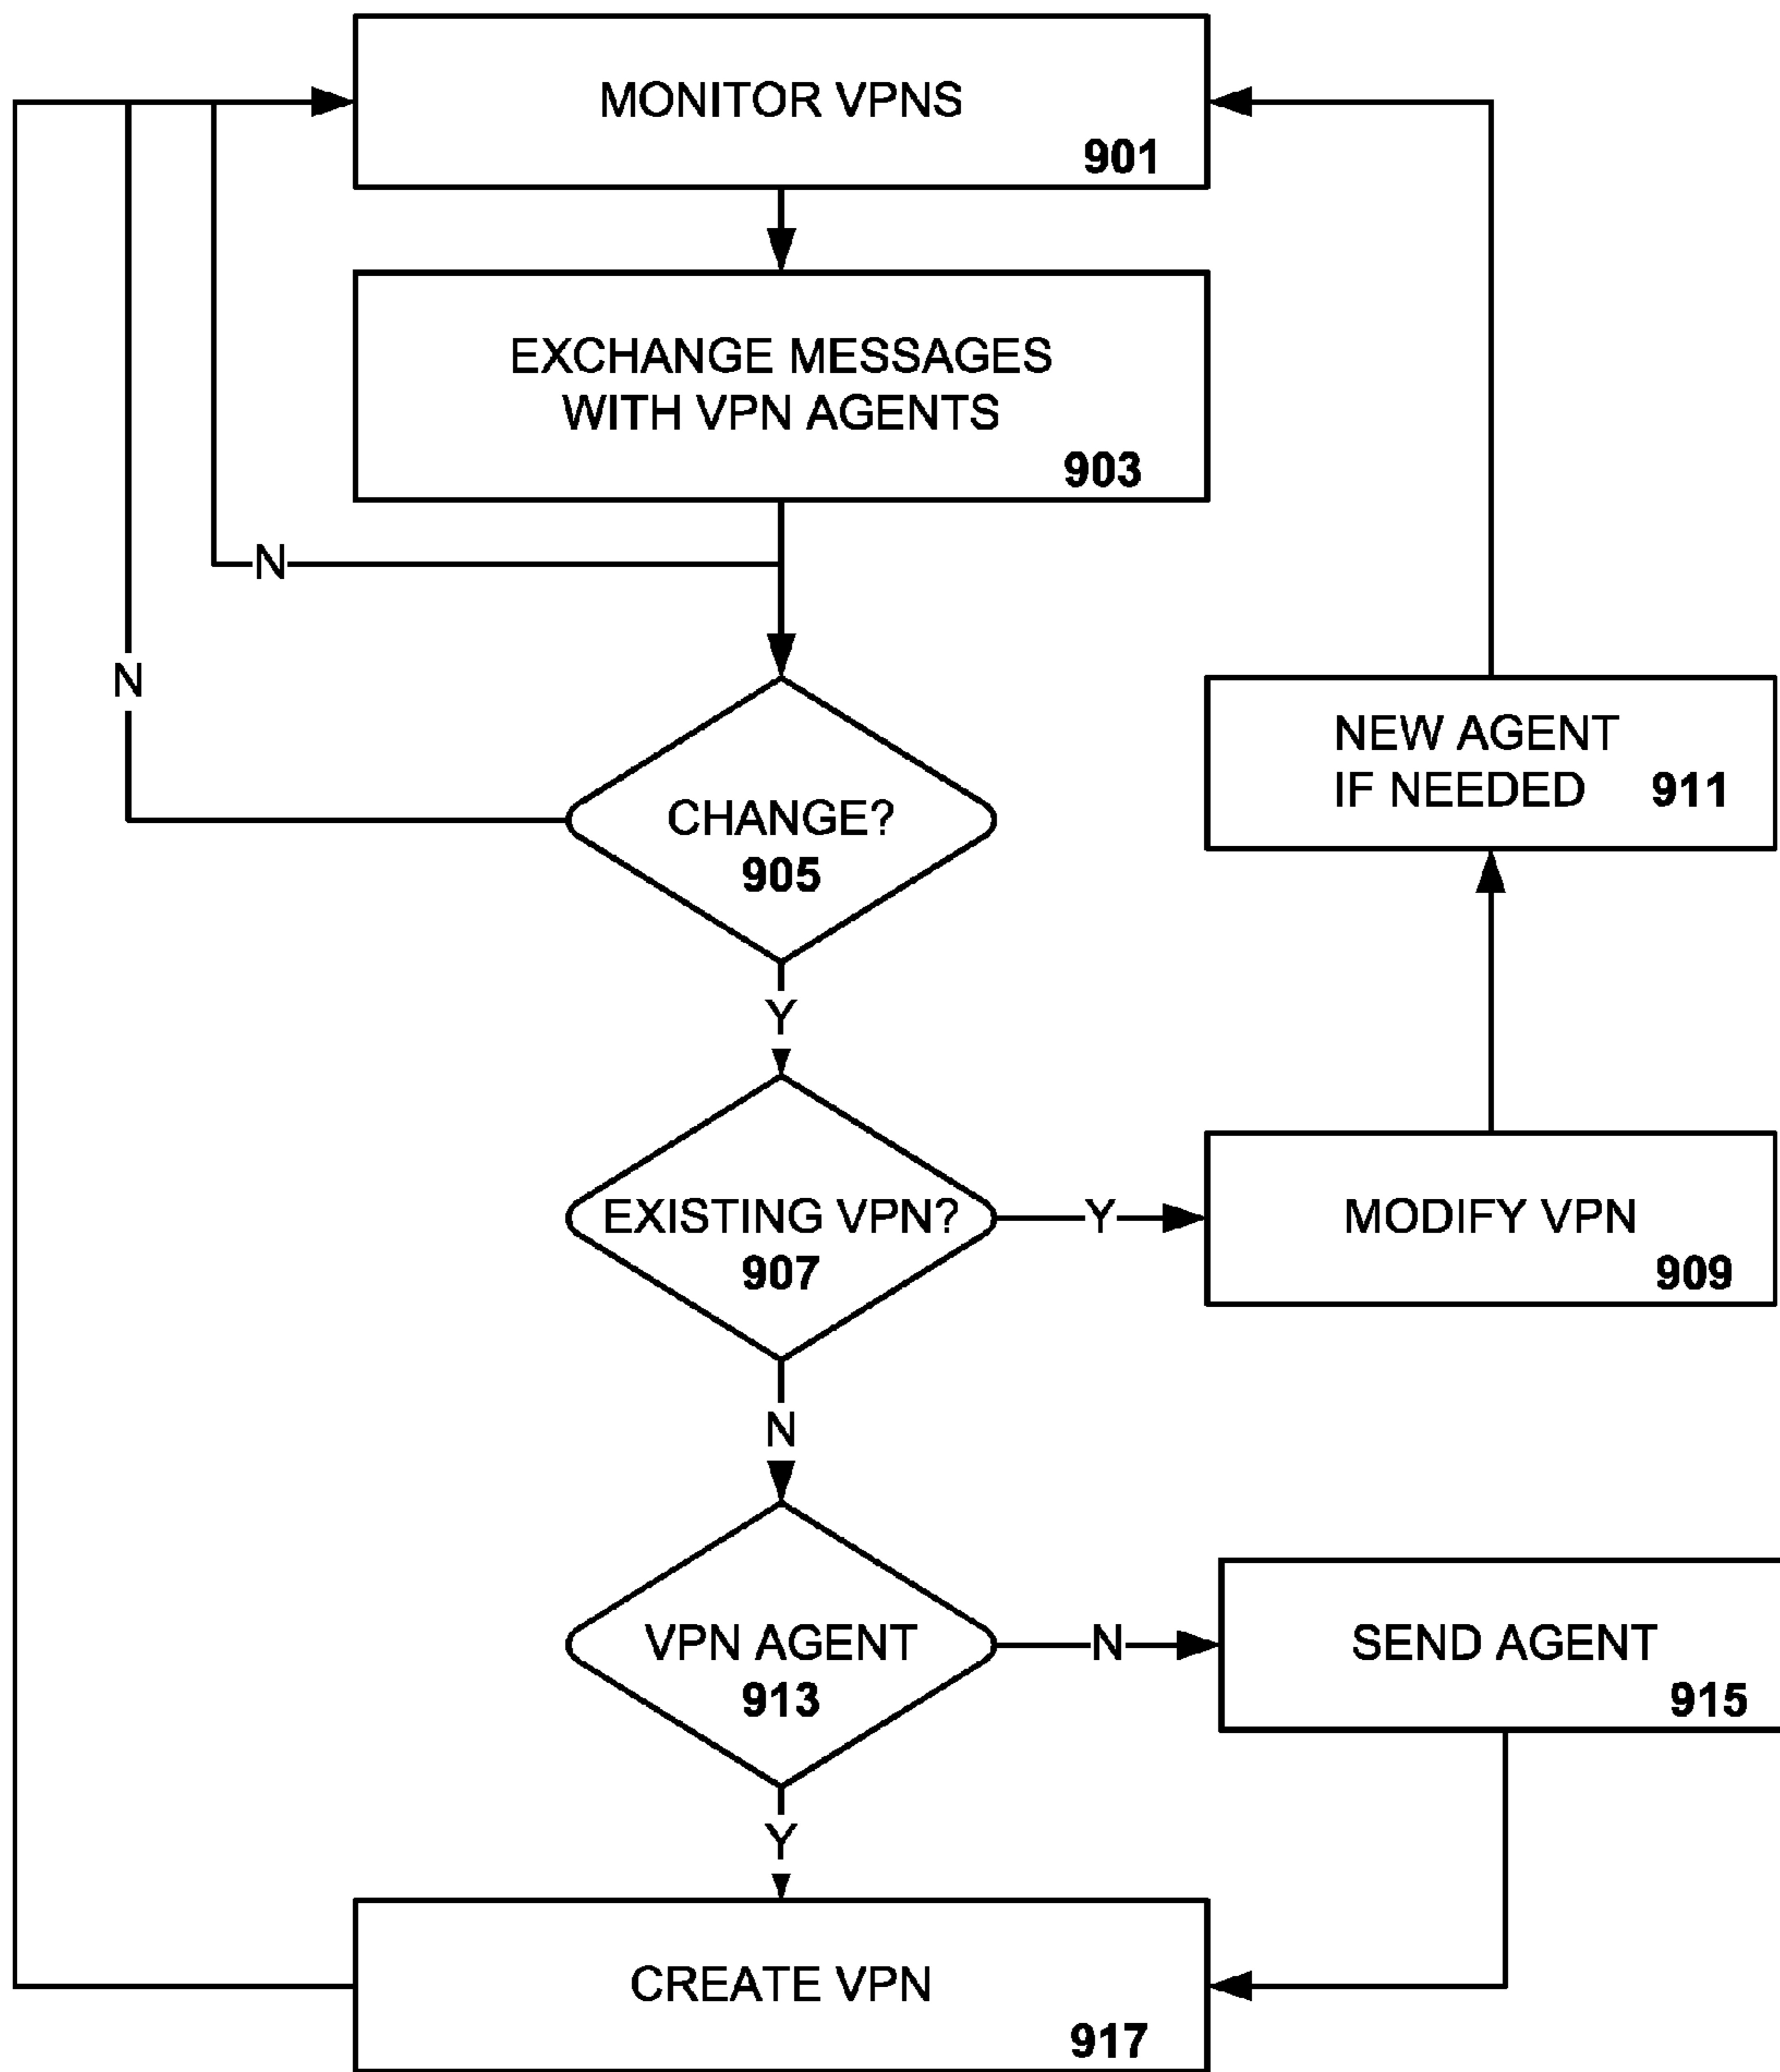 MONITOR VPNS
901
EXCHANGE MESSAGES
WITH VPN AGENTS
903
N
N
CHANGE?
905
NEW AGENT
IF NEEDED 911
Y
EXISTING VPN?
907
Y
MODIFY VPN
909
N
VPN AGENT
913
N
SEND AGENT
915
Y
CREATE VPN
917